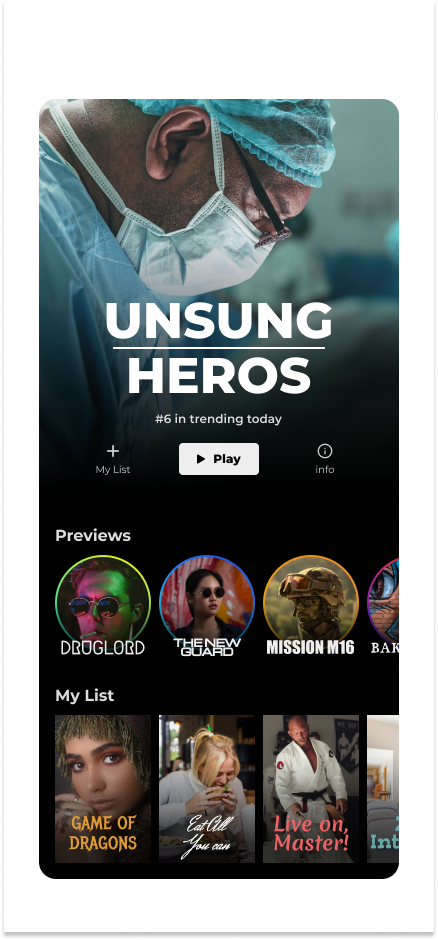 UNSUNG
HEROS
#6 in trending today
My List
Play
info
Previews
DRUGLORD
THE NEW
GUARD
MISSION M16
BAK
My List
GAME OF
DRAGONS
Eat All
You can
Live on,
Master!
Int